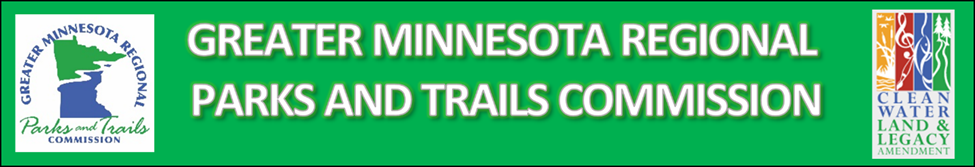 GREATER MINNESOTA REGIONAL
Parks and Trails
COMMISSION
GREATER MINNESOTA REGIONAL
PARKS AND TRAILS COMMISSION
CLEAN
WATER
LAND &
LEGACY
AMENDMENT